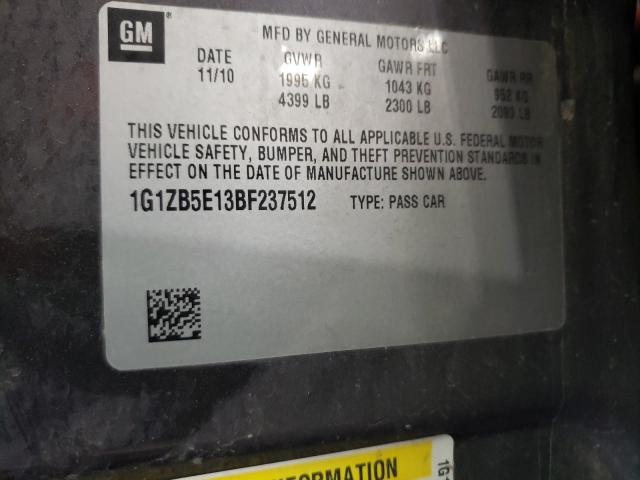 GM
MFD BY GENERAL MOTORS LLC
DATE GVWR GAWR FRT GAWR RR
11/10 1995 KG 1043 KG 952 KG
4399 LB 2300 LB 2099 LB
THIS VEHICLE CONFORMS TO ALL APPLICABLE U.S. FEDERAL MOTOR
VEHICLE SAFETY, BUMPER, AND THEFT PREVENTION STANDARDS IN
EFFECT ON THE DATE OF MANUFACTURE SHOWN ABOVE.
1G1ZB5E13BF237512 TYPE: PASS CAR
INFORMATION